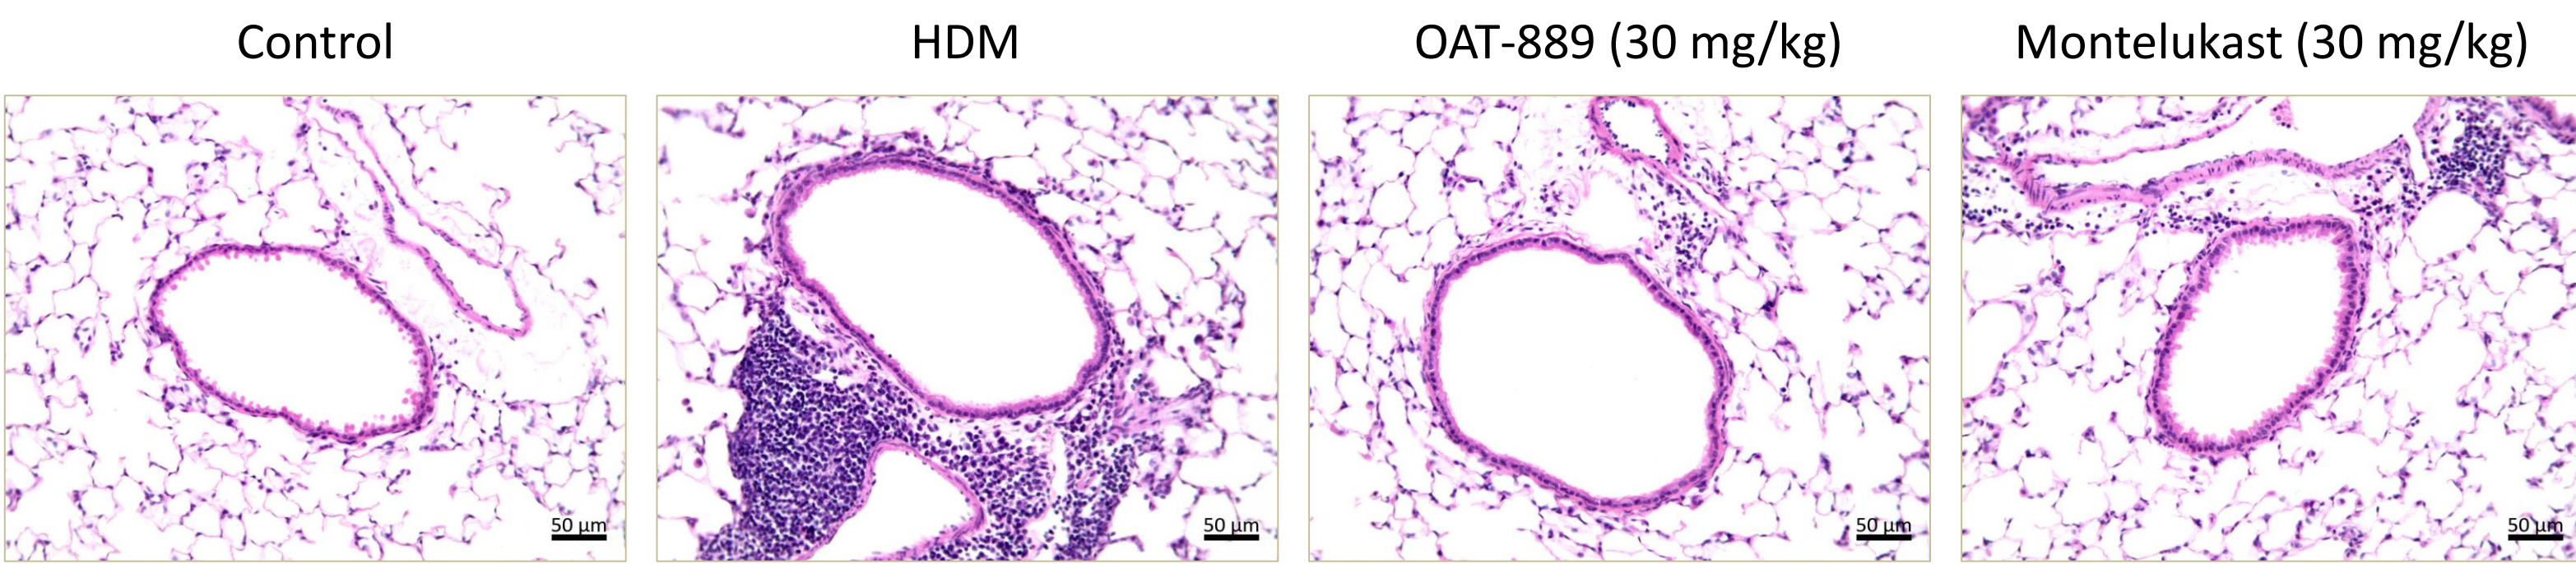 Control
HDM
OAT-889 (30 mg/kg)
Montelukast (30 mg/kg)
50 µm
50 µm
50 µm
50 µm